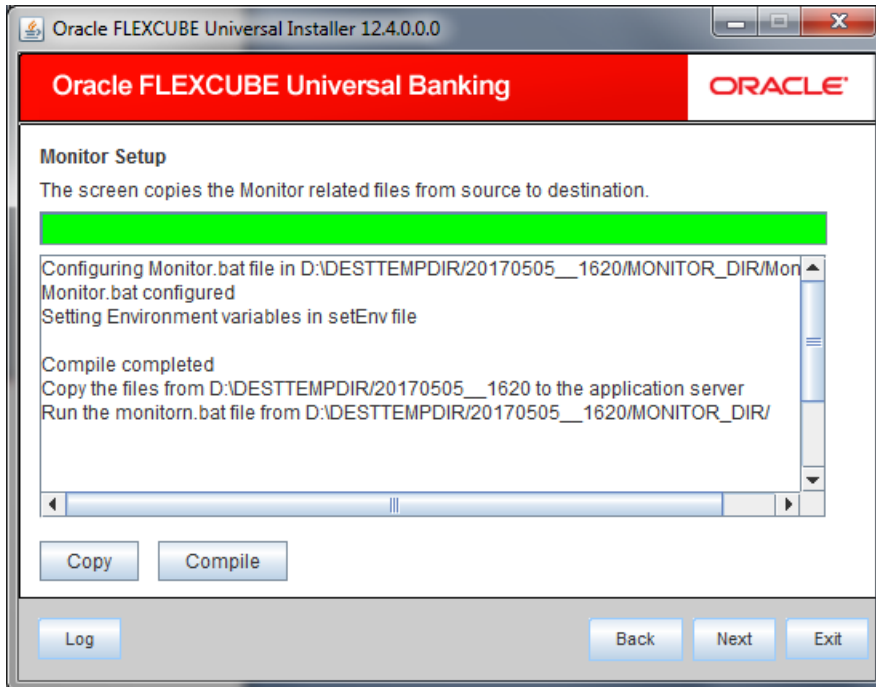 Oracle FLEXCUBE Universal Installer 12.4.0.0.0
Oracle FLEXCUBE Universal Banking
ORACLE
Monitor Setup
The screen copies the Monitor related files from source to destination.
Configuring Monitor.bat file in D:\DESTTEMPDIR/20170505__1620/MONITOR_DIR/Mon
Monitor.bat configured
Setting Environment variables in setEnv file
Compile completed
Copy the files from D:\DESTTEMPDIR/20170505__1620 to the application server
Run the monitorn.bat file from D:\DESTTEMPDIR/20170505__1620/MONITOR_DIR/
Copy
Compile
Log
Back
Next
Exit